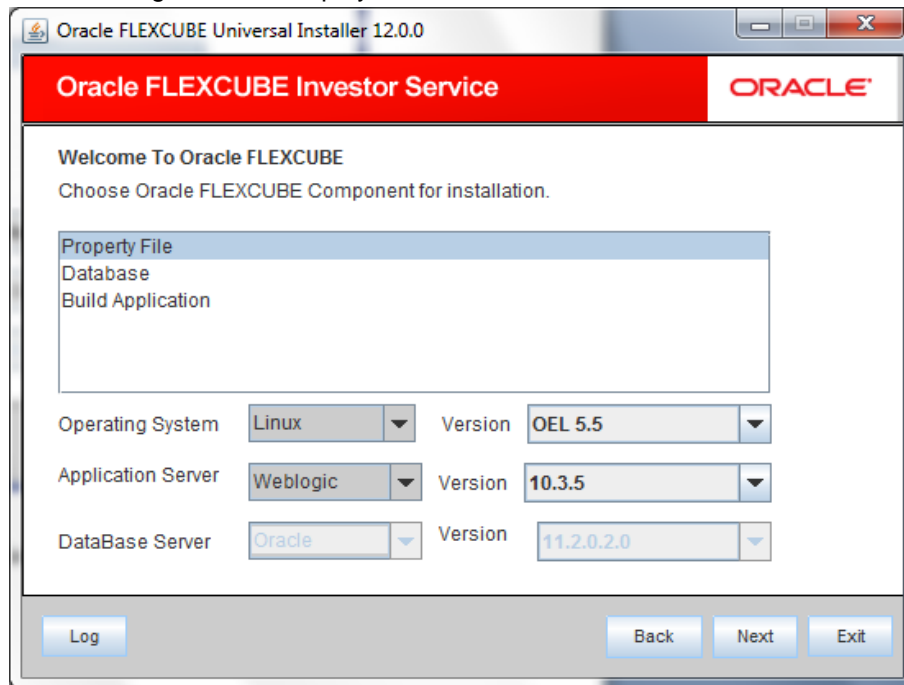 Oracle FLEXCUBE Universal Installer 12.0.0
Oracle FLEXCUBE Investor Service
ORACLE
Welcome To Oracle FLEXCUBE
Choose Oracle FLEXCUBE Component for installation.
Property File
Database
Build Application
Operating System Linux Version OEL 5.5
Application Server Weblogic Version 10.3.5
DataBase Server Oracle Version 11.2.0.2.0
Log Back Next Exit